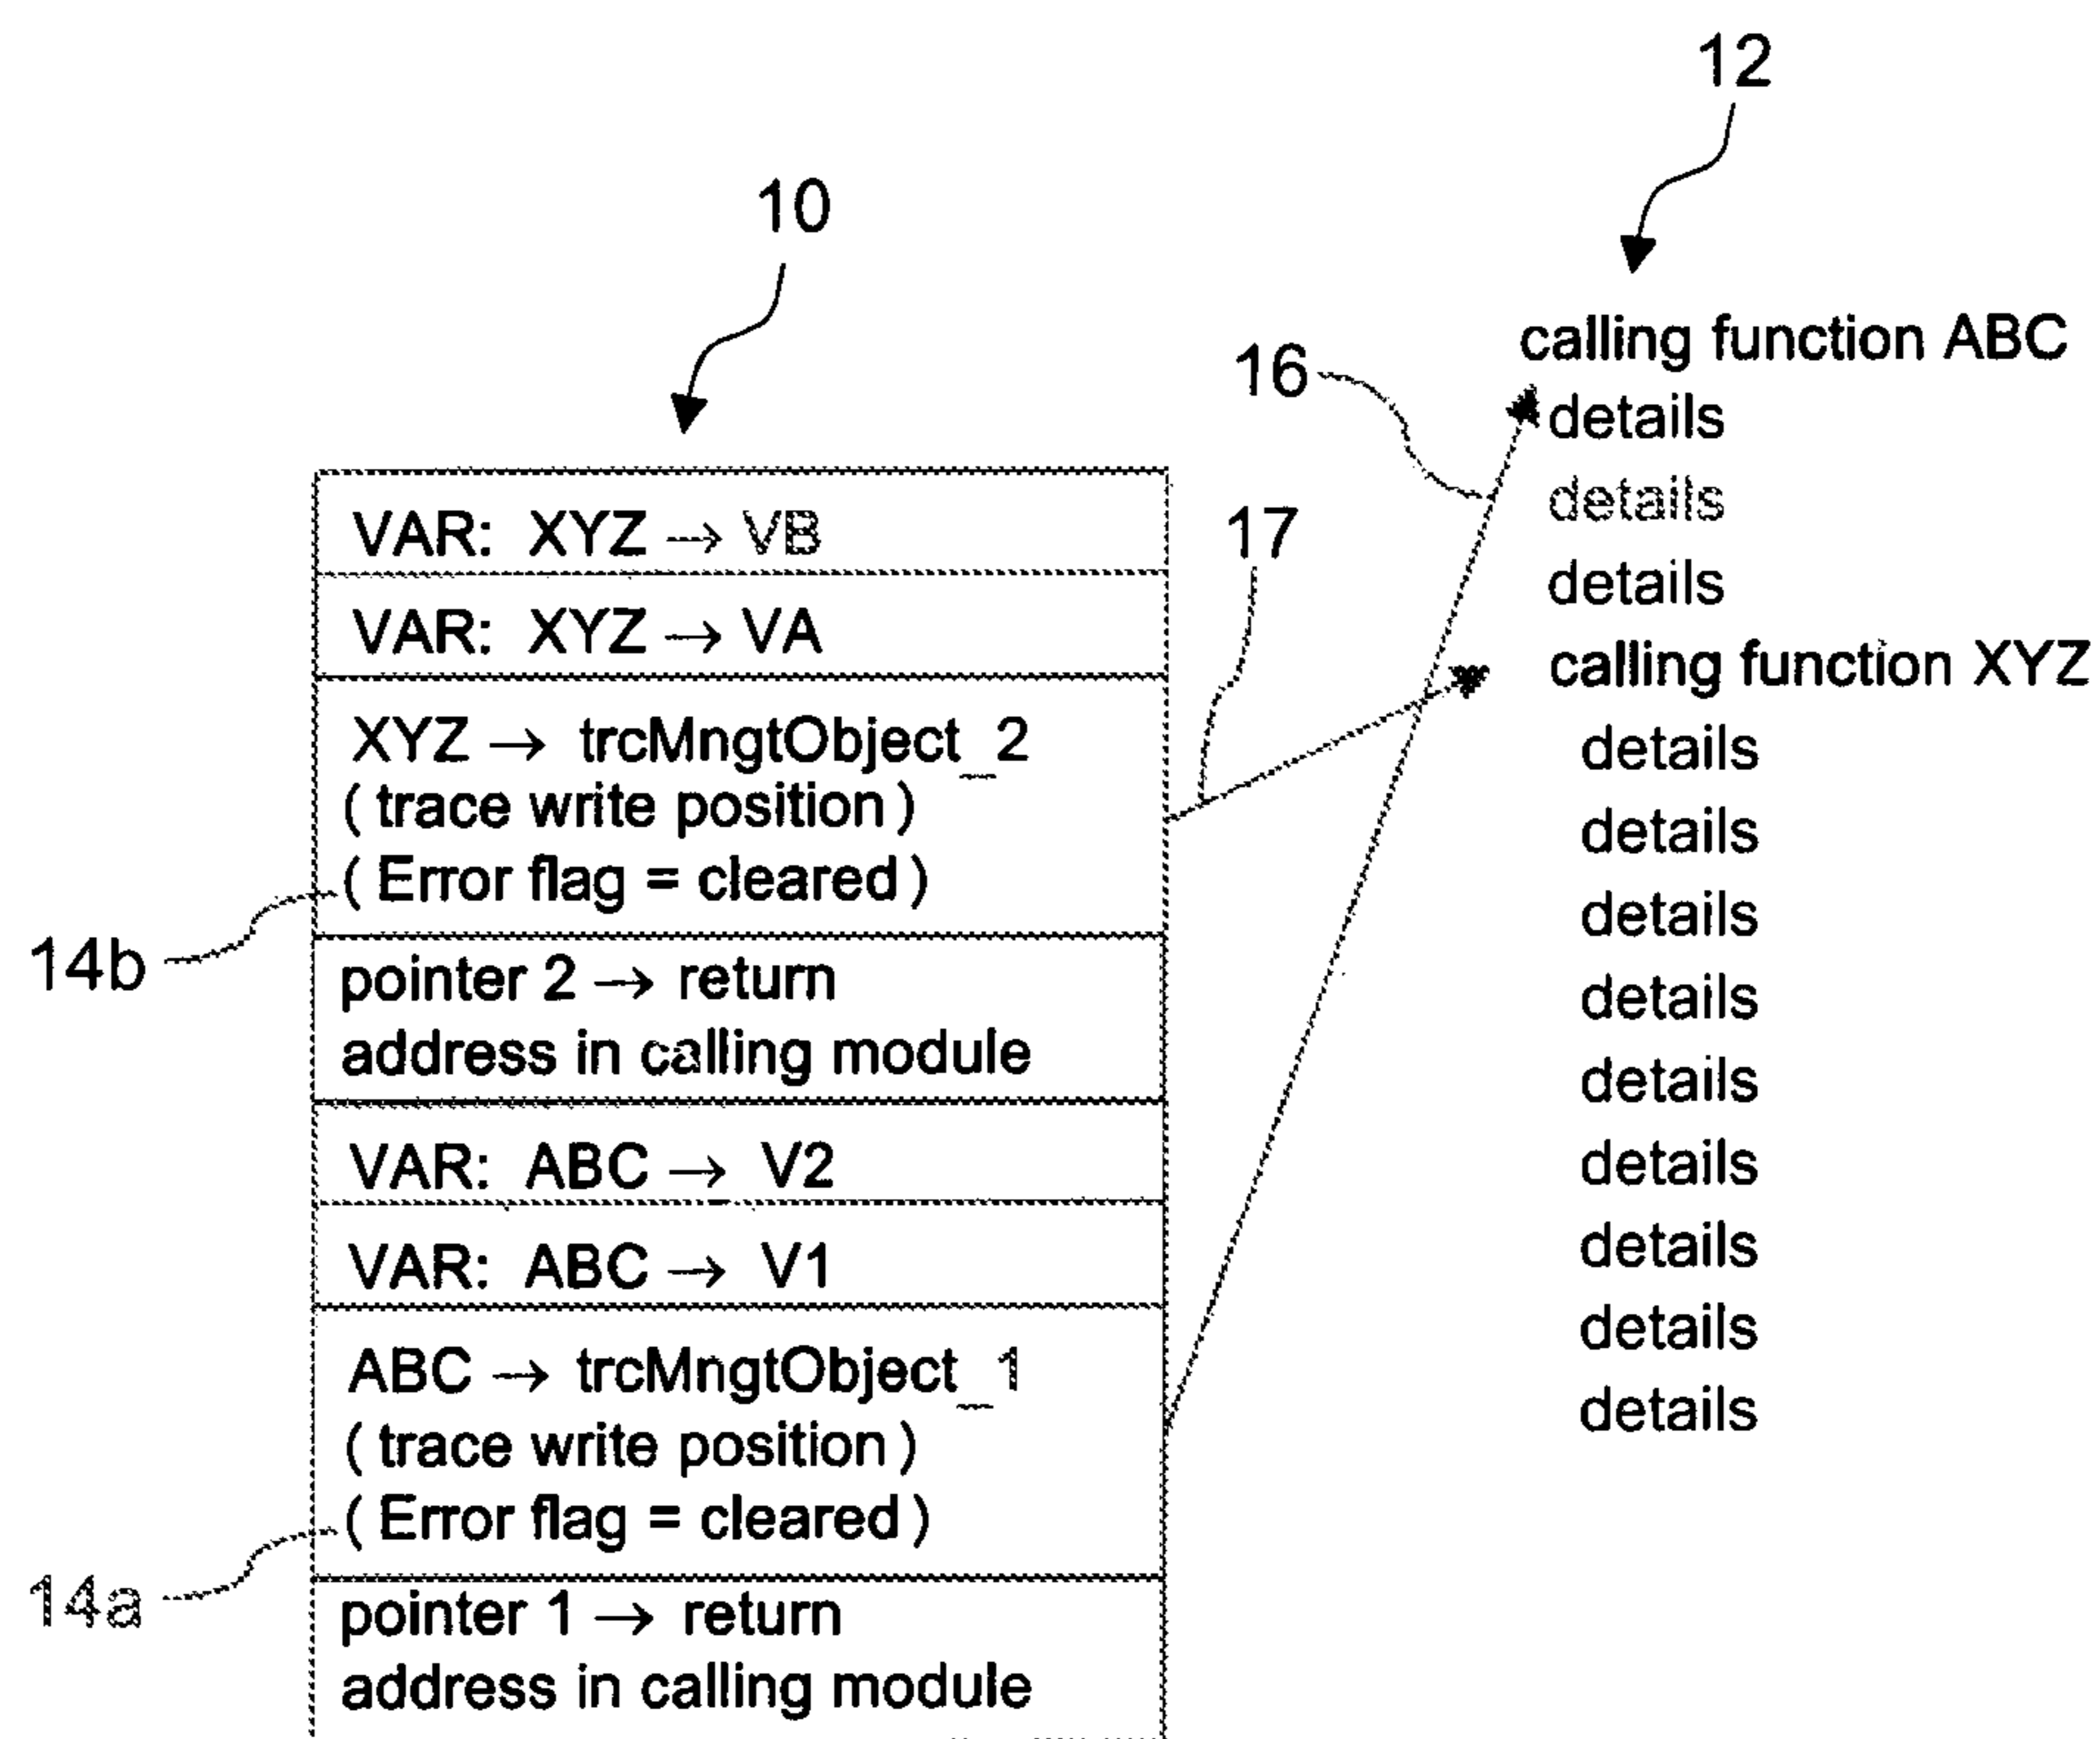 12
10
calling function ABC
16
details
details
17
details
calling function XYZ
details
details
details
details
details
details
details
details
details
VAR: XYZ → VB
VAR: XYZ → VA
XYZ → trcMngtObject_2
( trace write position )
( Error flag = cleared )
14b
pointer 2 → return
address in calling module
VAR: ABC → V2
VAR: ABC → V1
ABC → trcMngtObject_1
( trace write position )
( Error flag = cleared )
14a
pointer 1 → return
address in calling module